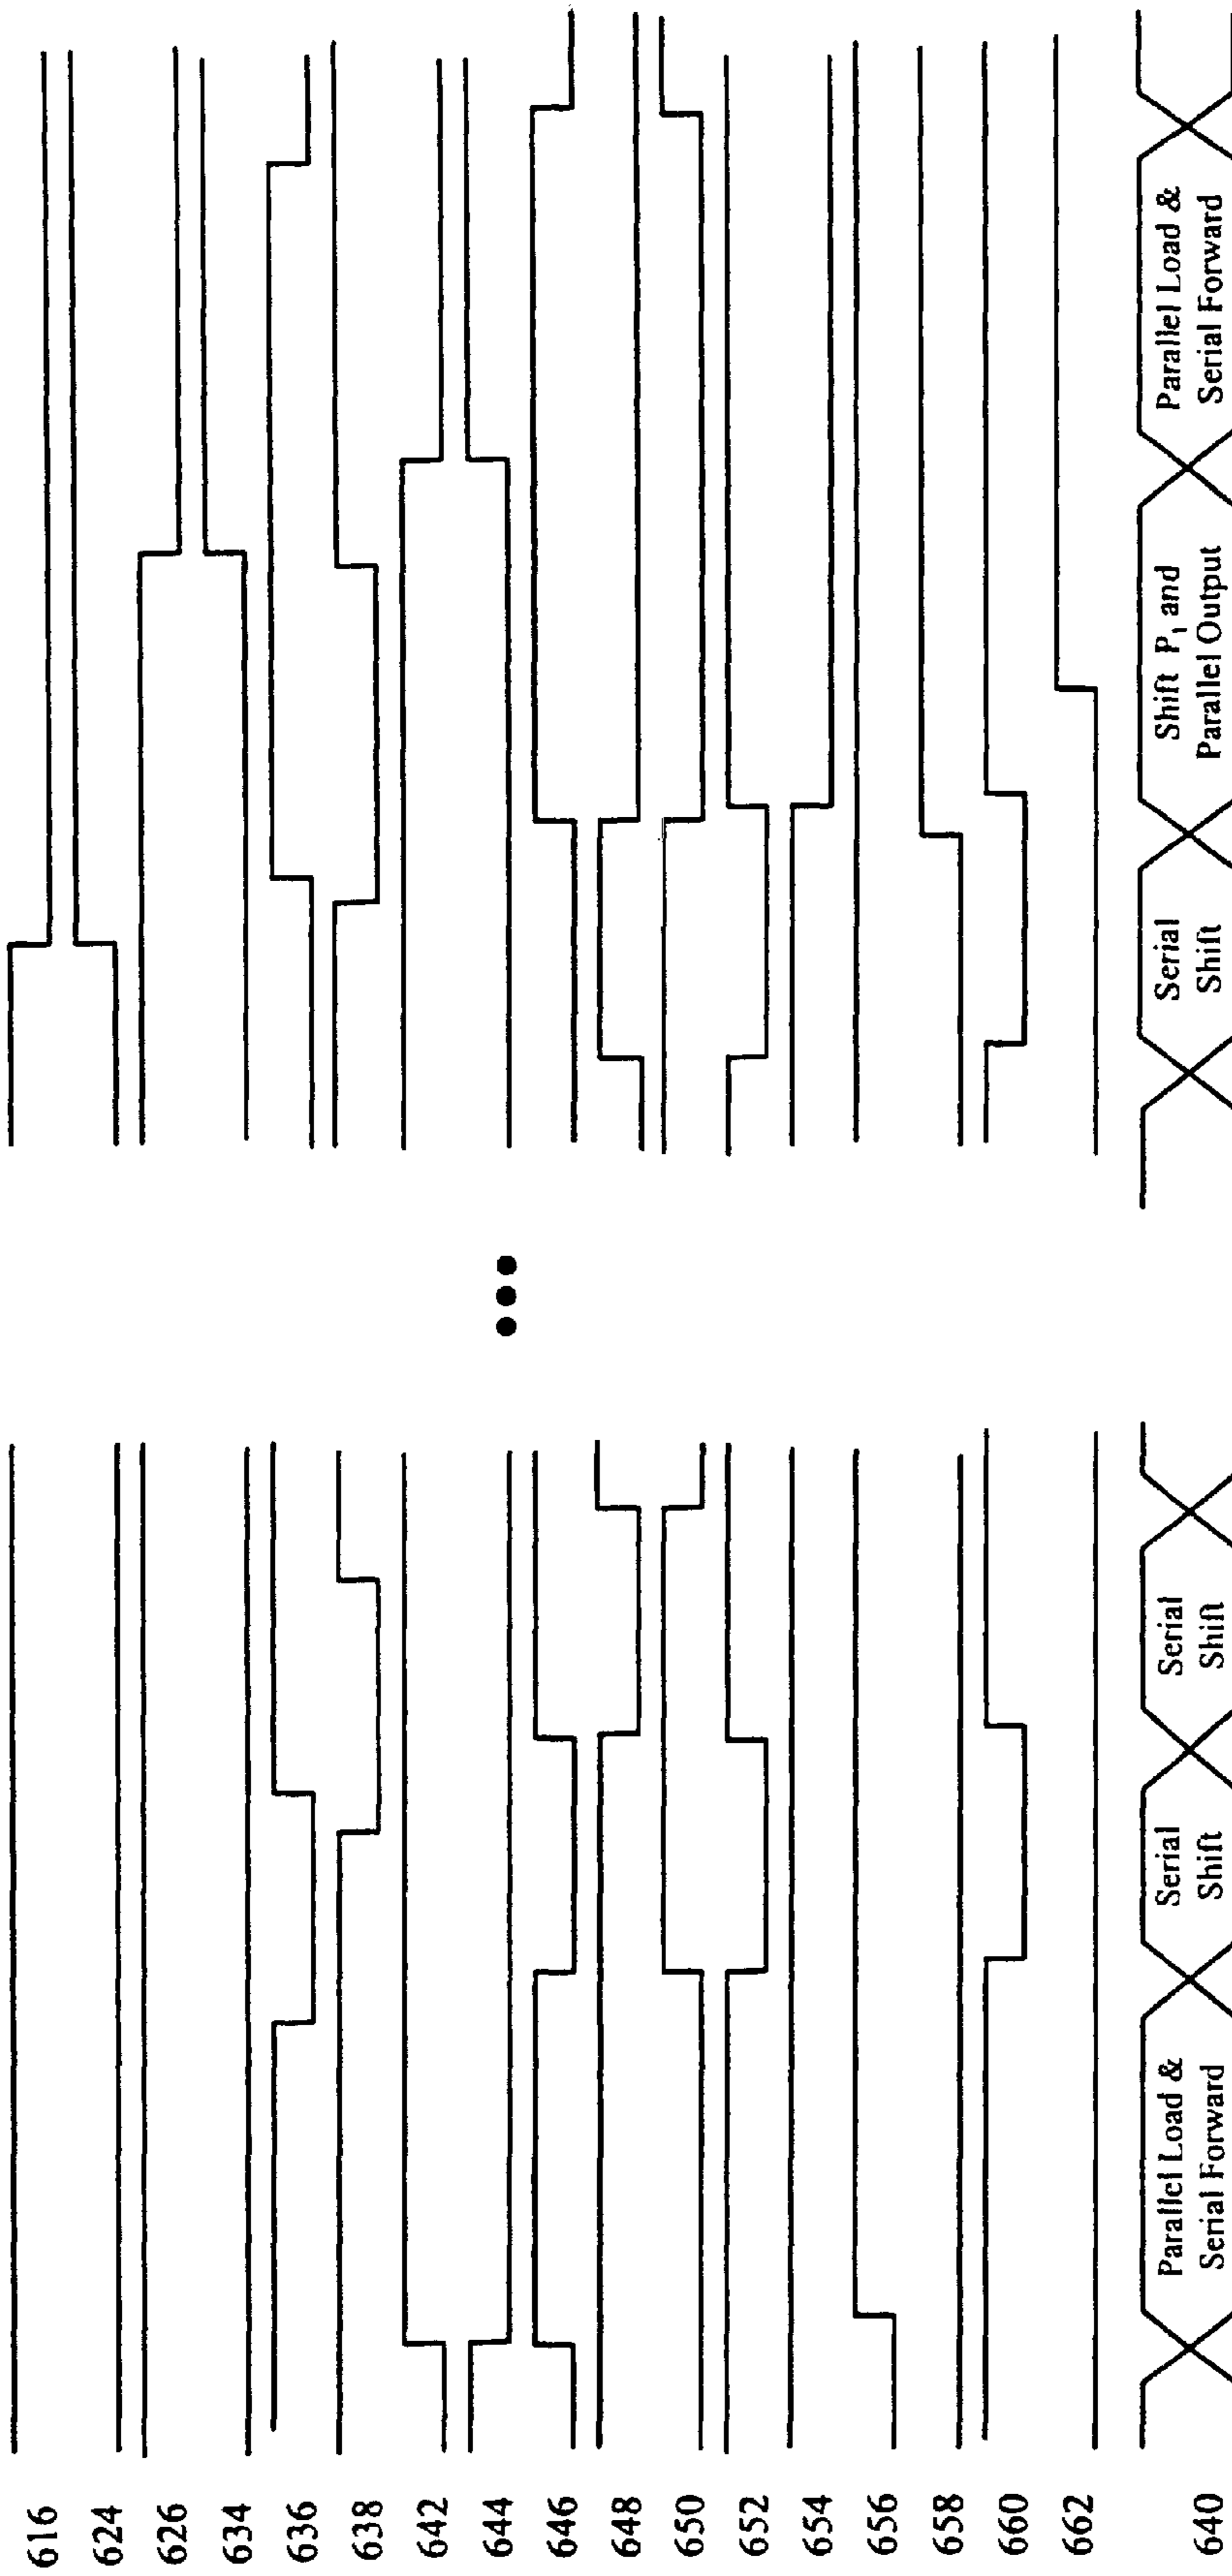 616
624
626
634
636
638
642
644
646
648
650
652
654
656
658
660
662
640
Parallel Load &
Serial Forward
Serial
Shift
Serial
Shift
Serial
Shift
Shift P₁ and
Parallel Output
Parallel Load &
Serial Forward